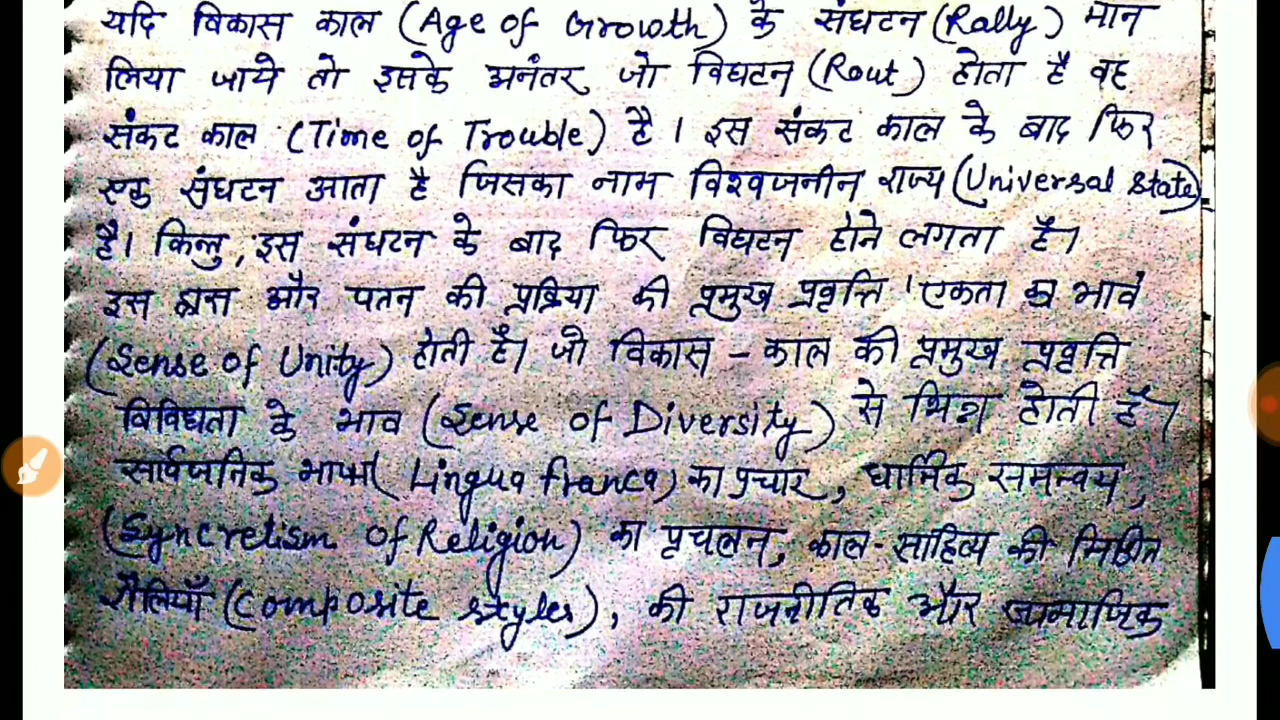 यदि विकास काल (Age of Growth) के संघटन (Rally) मान
लिया जाये तो इसके अनंतर जो विघटन (Rout) होता है वह
संकट काल (Time of Trouble) है । इस संकट काल के बाद फिर
एक संघटन आता है जिसका नाम विश्वजनीन राज्य (Universal State)
है। किन्तु, इस संघटन के बाद फिर विघटन होने लगता है।
इस ह्रास और पतन की प्रक्रिया की प्रमुख प्रवृत्ति 'एकता का भाव'
(Sense of Unity) होती है। जो विकास - काल की प्रमुख प्रवृत्ति
विविधता के भाव (Sense of Diversity) से भिन्न होती है।
सार्वजनिक भाषा (Lingua franca) का प्रचार, धार्मिक समन्वय,
(Syncretism of Religion) का प्रचलन, काल-साहित्य की मिश्रित
शैलियाँ (Composite styles), की राजनीतिक और सामाजिक